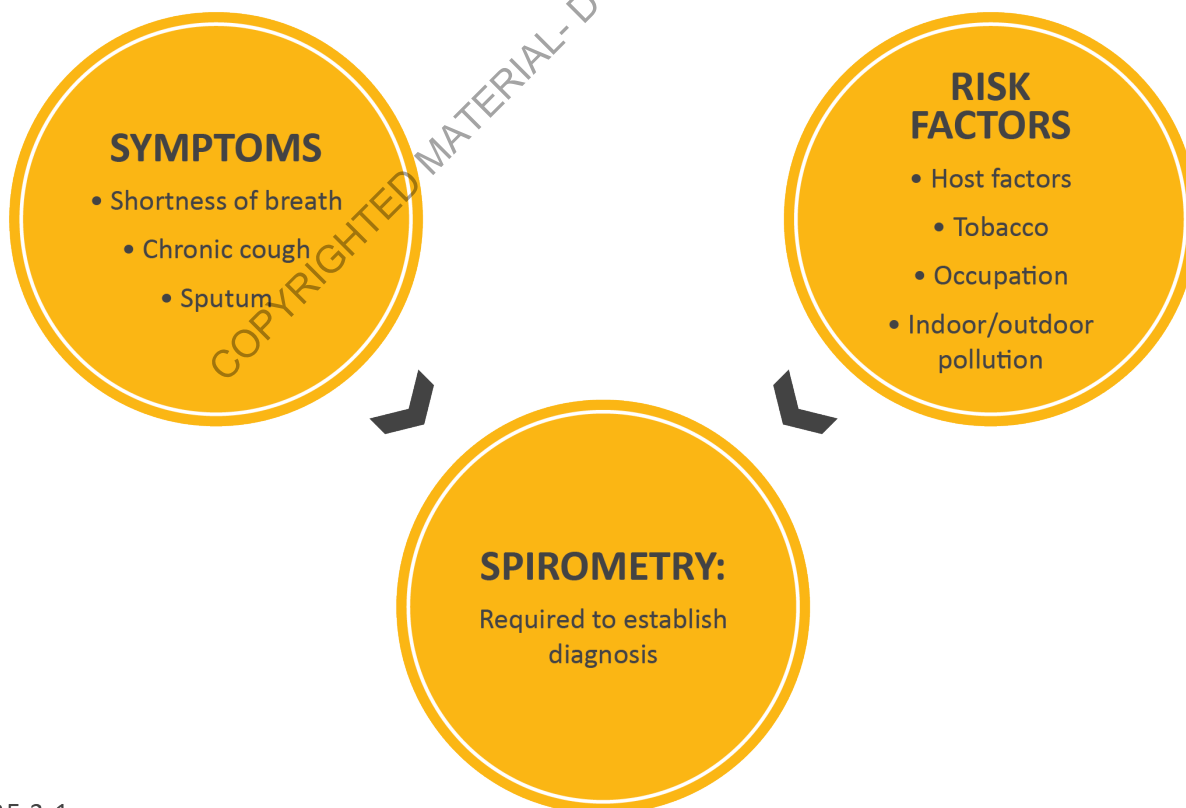 SYMPTOMS
• Shortness of breath
• Chronic cough
• Sputum
RISK
FACTORS
• Host factors
• Tobacco
• Occupation
• Indoor/outdoor
pollution
SPIROMETRY:
Required to establish
diagnosis
COPYRIGHTED MATERIAL- D